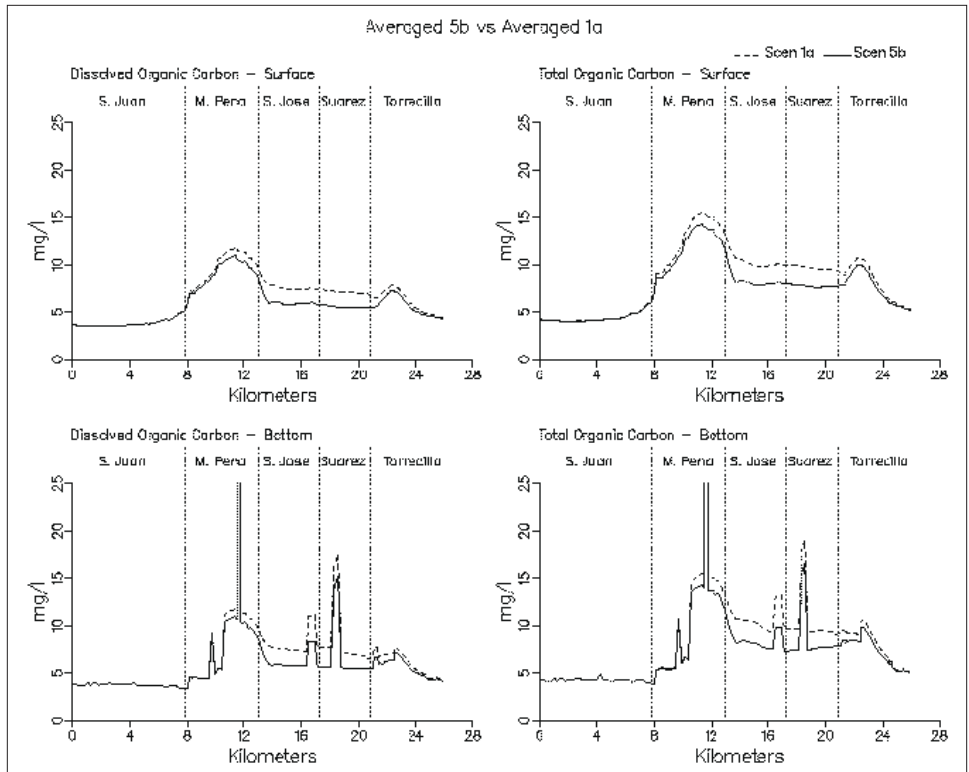 Averaged 5b vs Averaged 1a
Scen 1a Scen 5b
Dissolved Organic Carbon - Surface
S. Juan M. Pena S. Jose Suarez Torrecilla
25
20
15
10
5
0
mg/l
0 4 8 12 16 20 24 28
Kilometers
Total Organic Carbon - Surface
S. Juan M. Pena S. Jose Suarez Torrecilla
25
20
15
10
5
0
mg/l
0 4 8 12 16 20 24 28
Kilometers
Dissolved Organic Carbon - Bottom
S. Juan M. Pena S. Jose Suarez Torrecilla
25
20
15
10
5
0
mg/l
0 4 8 12 16 20 24 28
Kilometers
Total Organic Carbon - Bottom
S. Juan M. Pena S. Jose Suarez Torrecilla
25
20
15
10
5
0
mg/l
0 4 8 12 16 20 24 28
Kilometers